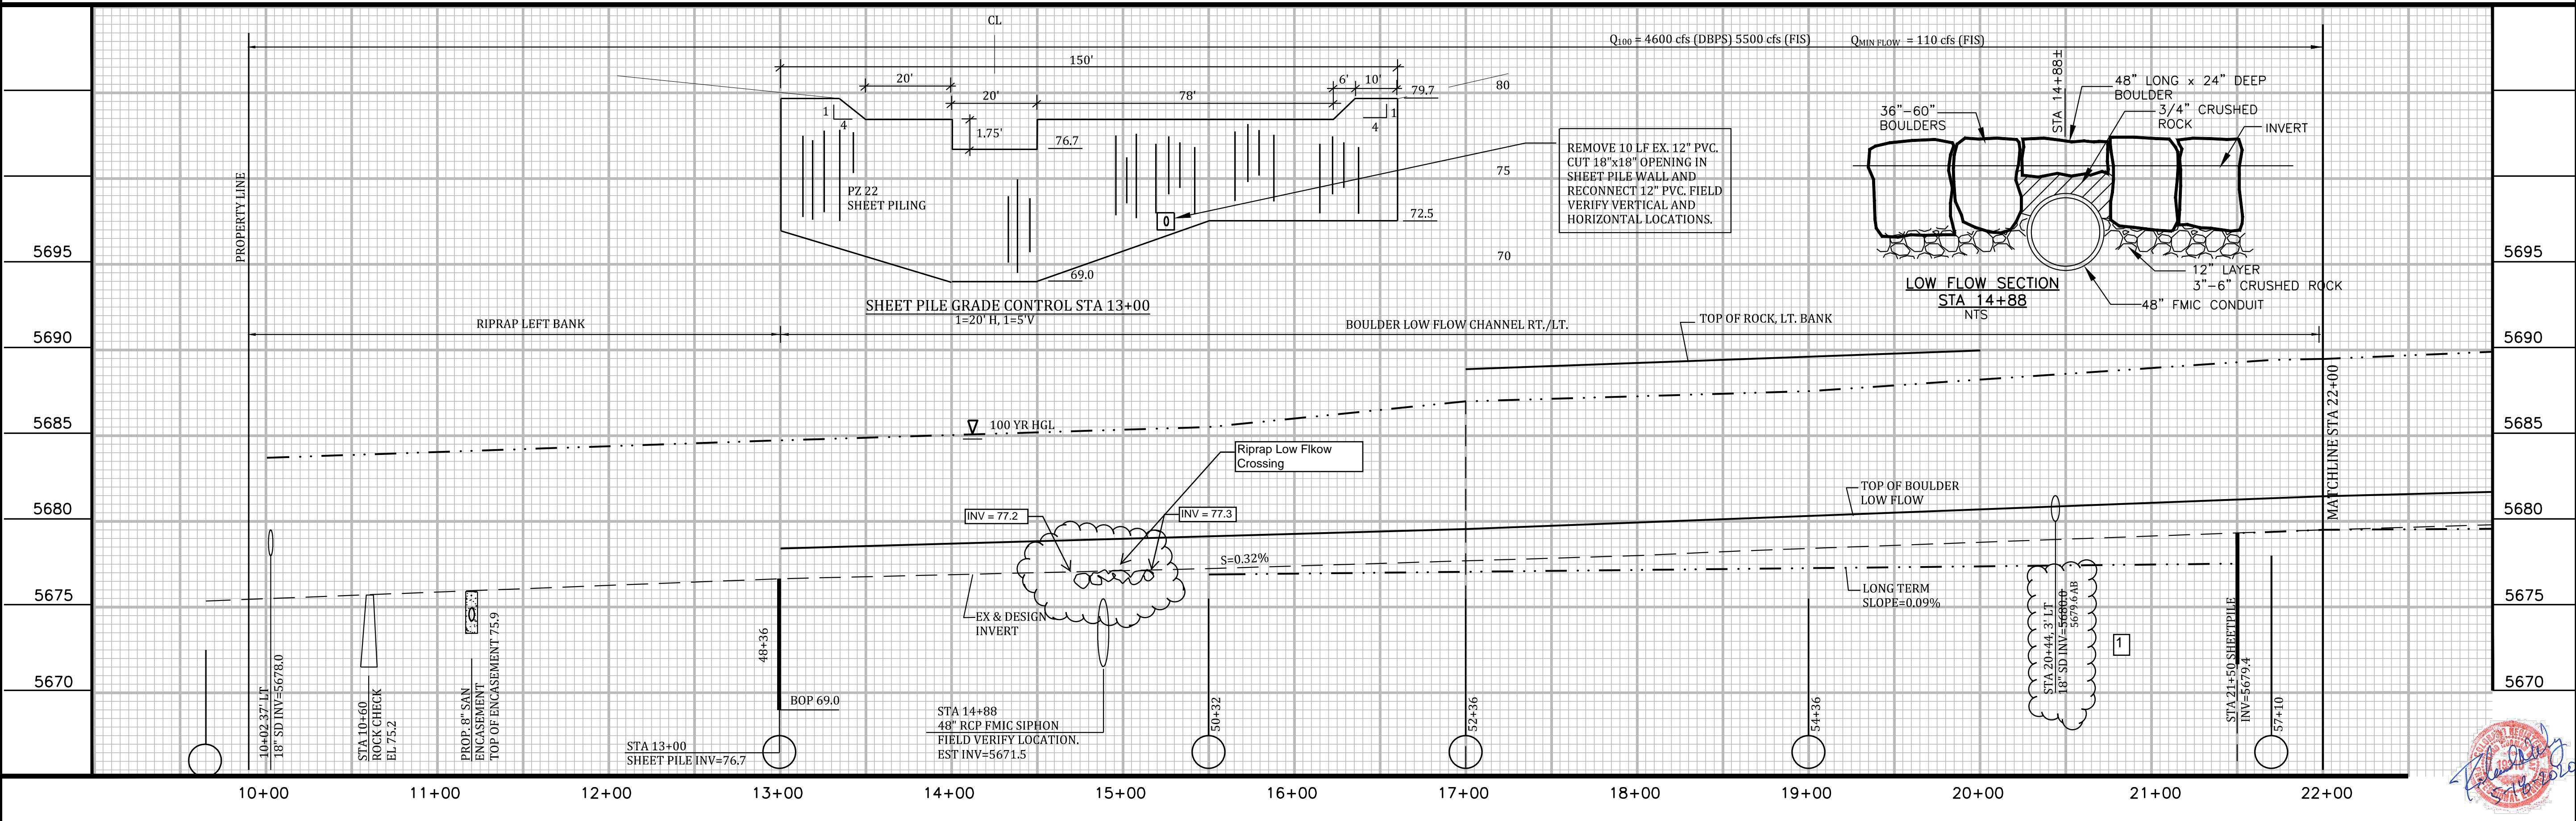 CL
Q100 = 4600 cfs (DBPS) 5500 cfs (FIS)
QMIN FLOW = 110 cfs (FIS)
150'
20'
20'
78'
6'
10'
79.7
80
1
4
1
4
1.75'
76.7
75
PZ 22
SHEET PILING
72.5
70
69.0
SHEET PILE GRADE CONTROL STA 13+00
1=20' H, 1=5'V
REMOVE 10 LF EX. 12" PVC.
CUT 18"x18" OPENING IN
SHEET PILE WALL AND
RECONNECT 12" PVC. FIELD
VERIFY VERTICAL AND
HORIZONTAL LOCATIONS.
STA 14+88±
48" LONG x 24" DEEP
BOULDER
36"-60"
BOULDERS
3/4" CRUSHED
ROCK
INVERT
12" LAYER
3"-6" CRUSHED ROCK
48" FMIC CONDUIT
LOW FLOW SECTION
STA 14+88
NTS
PROPERTY LINE
RIPRAP LEFT BANK
BOULDER LOW FLOW CHANNEL RT./LT.
TOP OF ROCK, LT. BANK
MATCHLINE STA 22+00
5695
5690
5685
5680
5675
5670
5695
5690
5685
5680
5675
5670
100 YR HGL
Riprap Low Flkow
Crossing
INV = 77.2
INV = 77.3
TOP OF BOULDER
LOW FLOW
S=0.32%
EX & DESIGN
INVERT
LONG TERM
SLOPE=0.09%
10+02 37' LT
18" SD INV=5678.0
STA 10+60
ROCK CHECK
EL 75.2
PROP. 8" SAN
ENCASEMENT
TOP OF ENCASEMENT 75.9
48+36
BOP 69.0
STA 13+00
SHEET PILE INV=76.7
STA 14+88
48" RCP FMIC SIPHON
FIELD VERIFY LOCATION.
EST INV=5671.5
50+32
52+36
54+36
STA 20+44, 3' LT
18" SD INV=5680.0
5679.6 AB
1
STA 21+50 SHEETPILE
INV=5679.4
57+10
10+00
11+00
12+00
13+00
14+00
15+00
16+00
17+00
18+00
19+00
20+00
21+00
22+00
5-18-2020